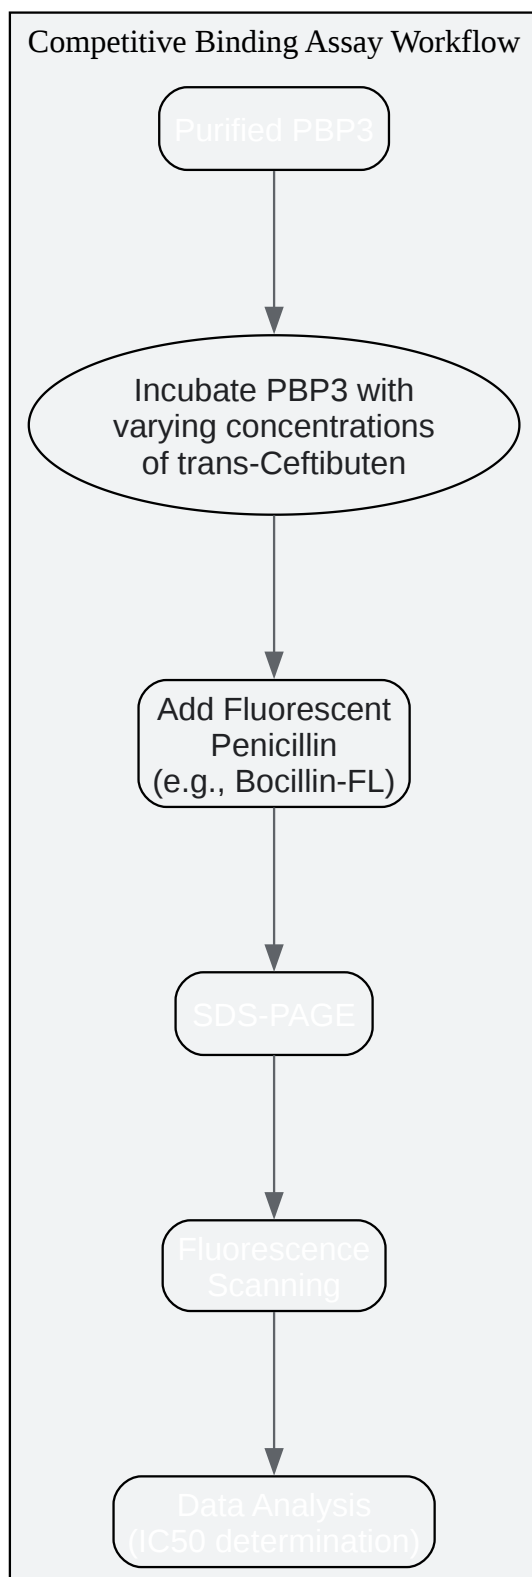 Competitive Binding Assay Workflow
Purified PBP3
Incubate PBP3 with
varying concentrations
of trans-Ceftibuten
Add Fluorescent
Penicillin
(e.g., Bocillin-FL)
SDS-PAGE
Fluorescence
Scanning
Data Analysis
(IC50 determination)